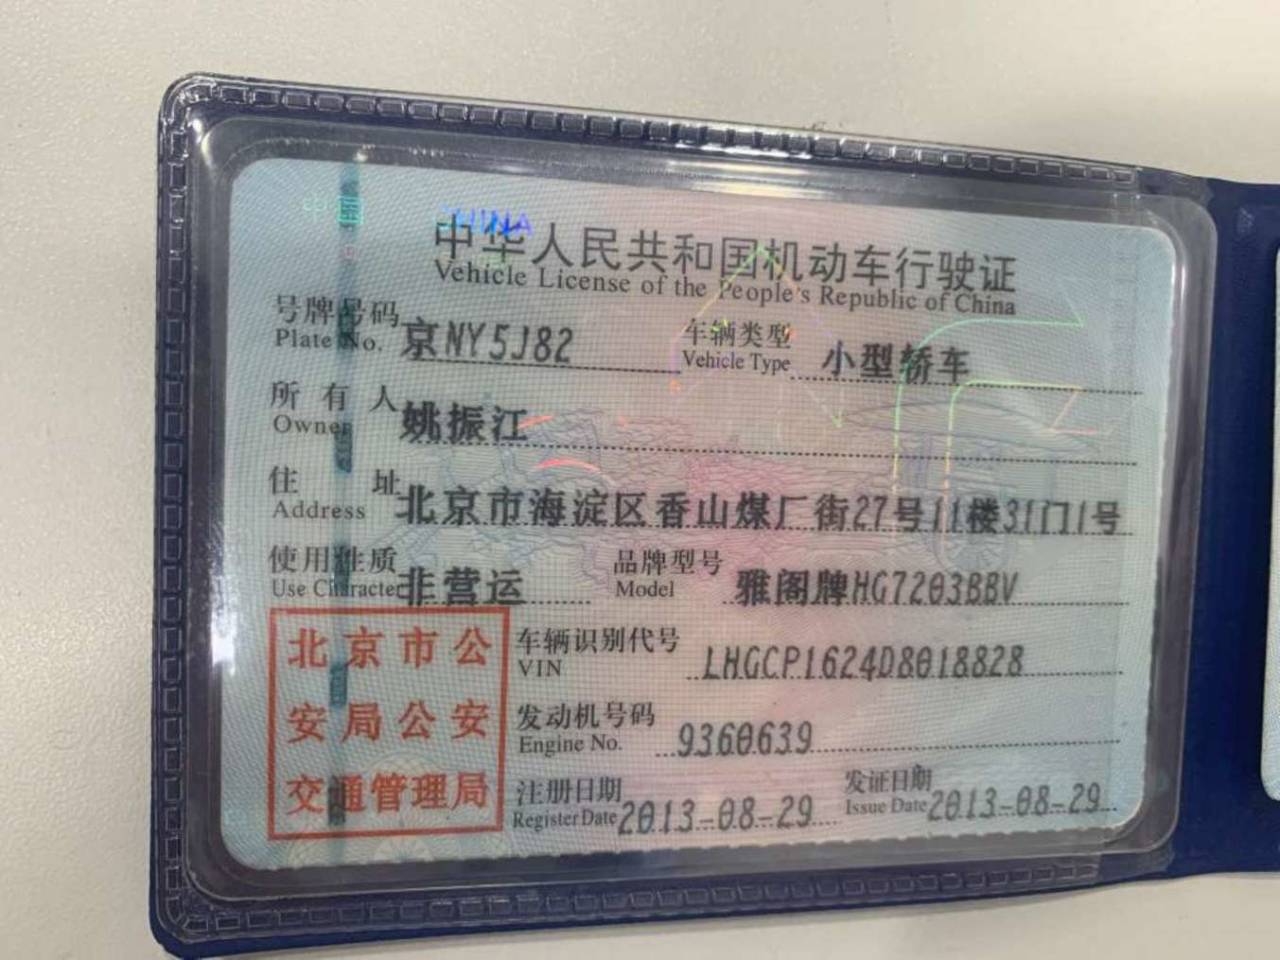 CHINA
中华人民共和国机动车行驶证
Vehicle License of the People's Republic of China
号牌号码 京NY5J82 车辆类型 小型轿车
Plate No. Vehicle Type
所有人 姚振江
Owner
住址 北京市海淀区香山煤厂街27号11楼31门1号
Address
使用性质 非营运 品牌型号 雅阁牌HG7203BBV
Use Character Model
北京市公
安局公安
交通管理局
车辆识别代号 LHGCP1624D8018828
VIN
发动机号码 9360639
Engine No.
注册日期 2013-08-29 发证日期 2013-08-29
Register Date Issue Date